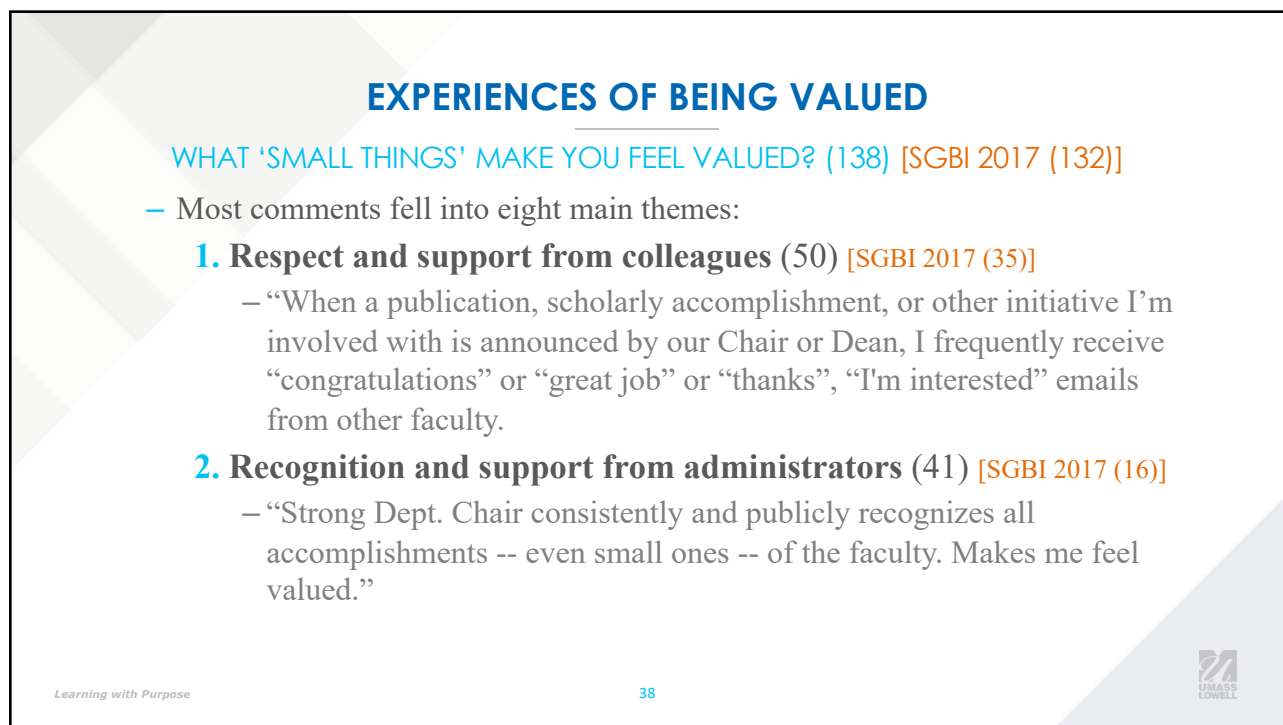 EXPERIENCES OF BEING VALUED
WHAT ‘SMALL THINGS’ MAKE YOU FEEL VALUED? (138) [SGBI 2017 (132)]
– Most comments fell into eight main themes:
1. Respect and support from colleagues (50) [SGBI 2017 (35)]
– “When a publication, scholarly accomplishment, or other initiative I’m
involved with is announced by our Chair or Dean, I frequently receive
“congratulations” or “great job” or “thanks”, “I'm interested” emails
from other faculty.
2. Recognition and support from administrators (41) [SGBI 2017 (16)]
– “Strong Dept. Chair consistently and publicly recognizes all
accomplishments -- even small ones -- of the faculty. Makes me feel
valued.”
Learning with Purpose
38
UMASS
LOWELL